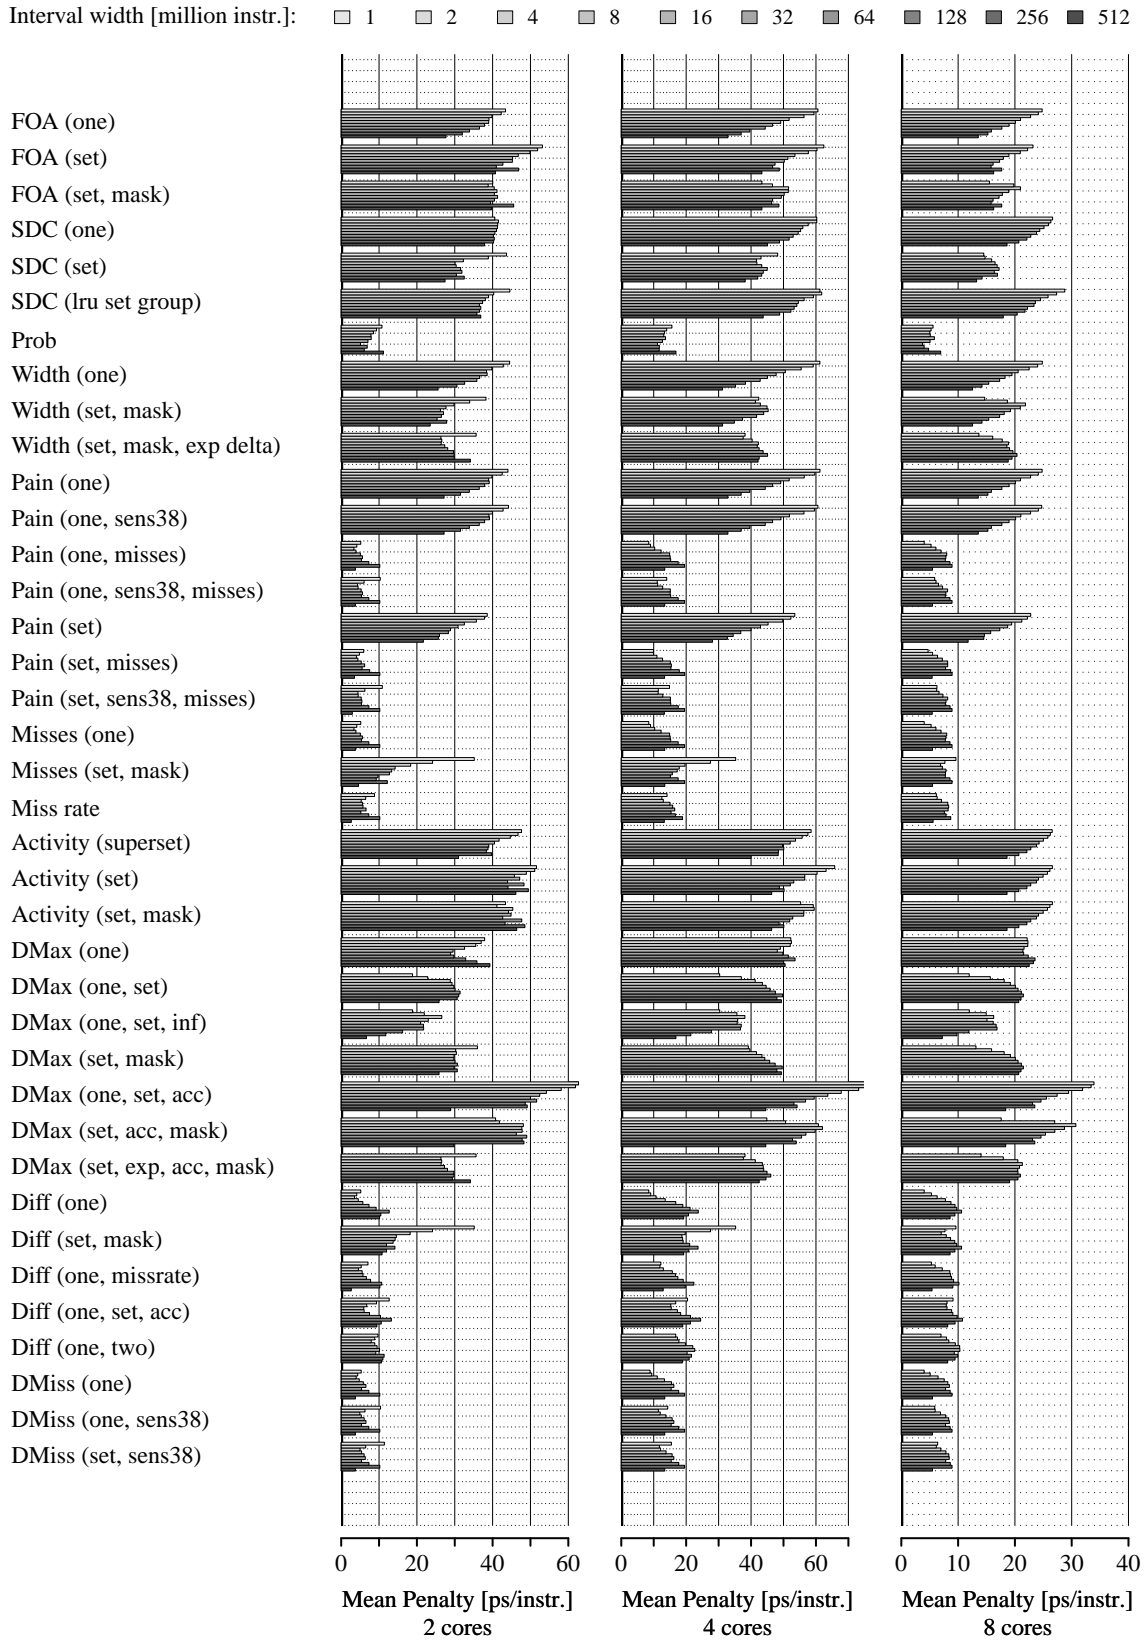 Interval width [million instr.]: 1 2 4 8 16 32 64 128 256 512
FOA (one)
FOA (set)
FOA (set, mask)
SDC (one)
SDC (set)
SDC (lru set group)
Prob
Width (one)
Width (set, mask)
Width (set, mask, exp delta)
Pain (one)
Pain (one, sens38)
Pain (one, misses)
Pain (one, sens38, misses)
Pain (set)
Pain (set, misses)
Pain (set, sens38, misses)
Misses (one)
Misses (set, mask)
Miss rate
Activity (superset)
Activity (set)
Activity (set, mask)
DMax (one)
DMax (one, set)
DMax (one, set, inf)
DMax (set, mask)
DMax (one, set, acc)
DMax (set, acc, mask)
DMax (set, exp, acc, mask)
Diff (one)
Diff (set, mask)
Diff (one, missrate)
Diff (one, set, acc)
Diff (one, two)
DMiss (one)
DMiss (one, sens38)
DMiss (set, sens38)
0 20 40 60 0 20 40 60 0 10 20 30 40
Mean Penalty [ps/instr.] Mean Penalty [ps/instr.] Mean Penalty [ps/instr.]
2 cores 4 cores 8 cores